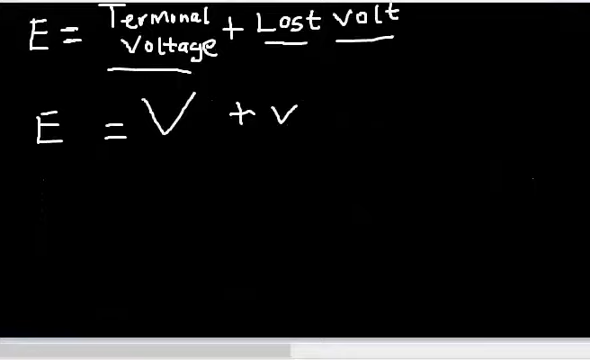 E = Terminal Voltage + Lost volt
E = V + v